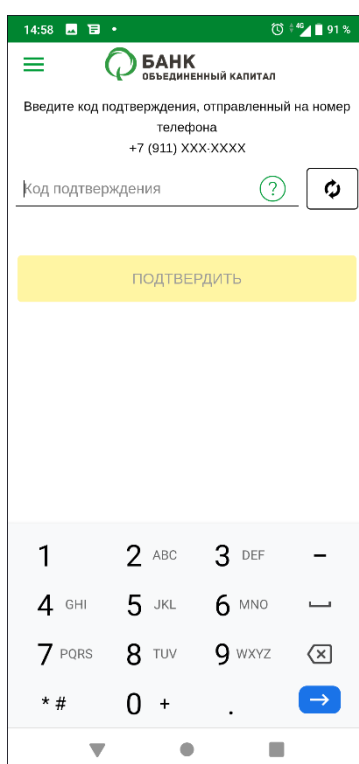 14:58
4G
91 %
БАНК
ОБЪЕДИНЕННЫЙ КАПИТАЛ
Введите код подтверждения, отправленный на номер
телефона
+7 (911) XXX-XXXX
Код подтверждения
?
ПОДТВЕРДИТЬ
1 2 ABC 3 DEF –
4 GHI 5 JKL 6 MNO
7 PQRS 8 TUV 9 WXYZ
* # 0 + .